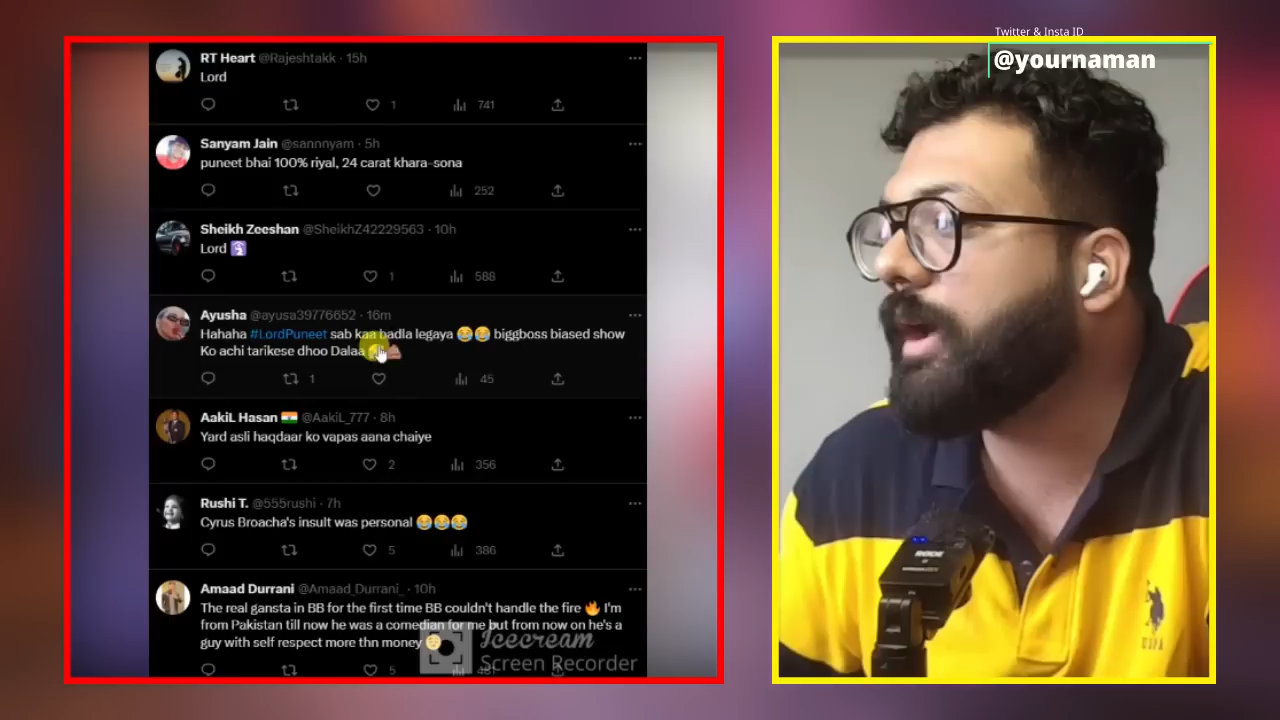 Twitter & Insta ID
@yournaman
RT Heart @Rajeshtakk · 15h
Lord
1 741
Sanyam Jain @sannnyam · 5h
puneet bhai 100% riyal, 24 carat khara-sona
252
Sheikh Zeeshan @SheikhZ42229563 · 10h
Lord
1 588
Ayusha @ayusa39776652 · 16m
Hahaha #LordPuneet sab kaa badla legaya 😂😂 biggboss biased show
Ko achi tarikese dhoo Dalaa
1 45
AakiL Hasan 🇮🇳 @AakiL_777 · 8h
Yard asli haqdaar ko vapas aana chaiye
2 356
Rushi T. @555rushi · 7h
Cyrus Broacha's insult was personal 😂😂😂
5 386
Amaad Durrani @Amaad_Durrani_ · 10h
The real gansta in BB for the first time BB couldn't handle the fire 🔥 I'm
from Pakistan till now he was a comedian for me but from now on he's a
guy with self respect more thn money
5
Icecream
Screen Recorder
RODE
USPA